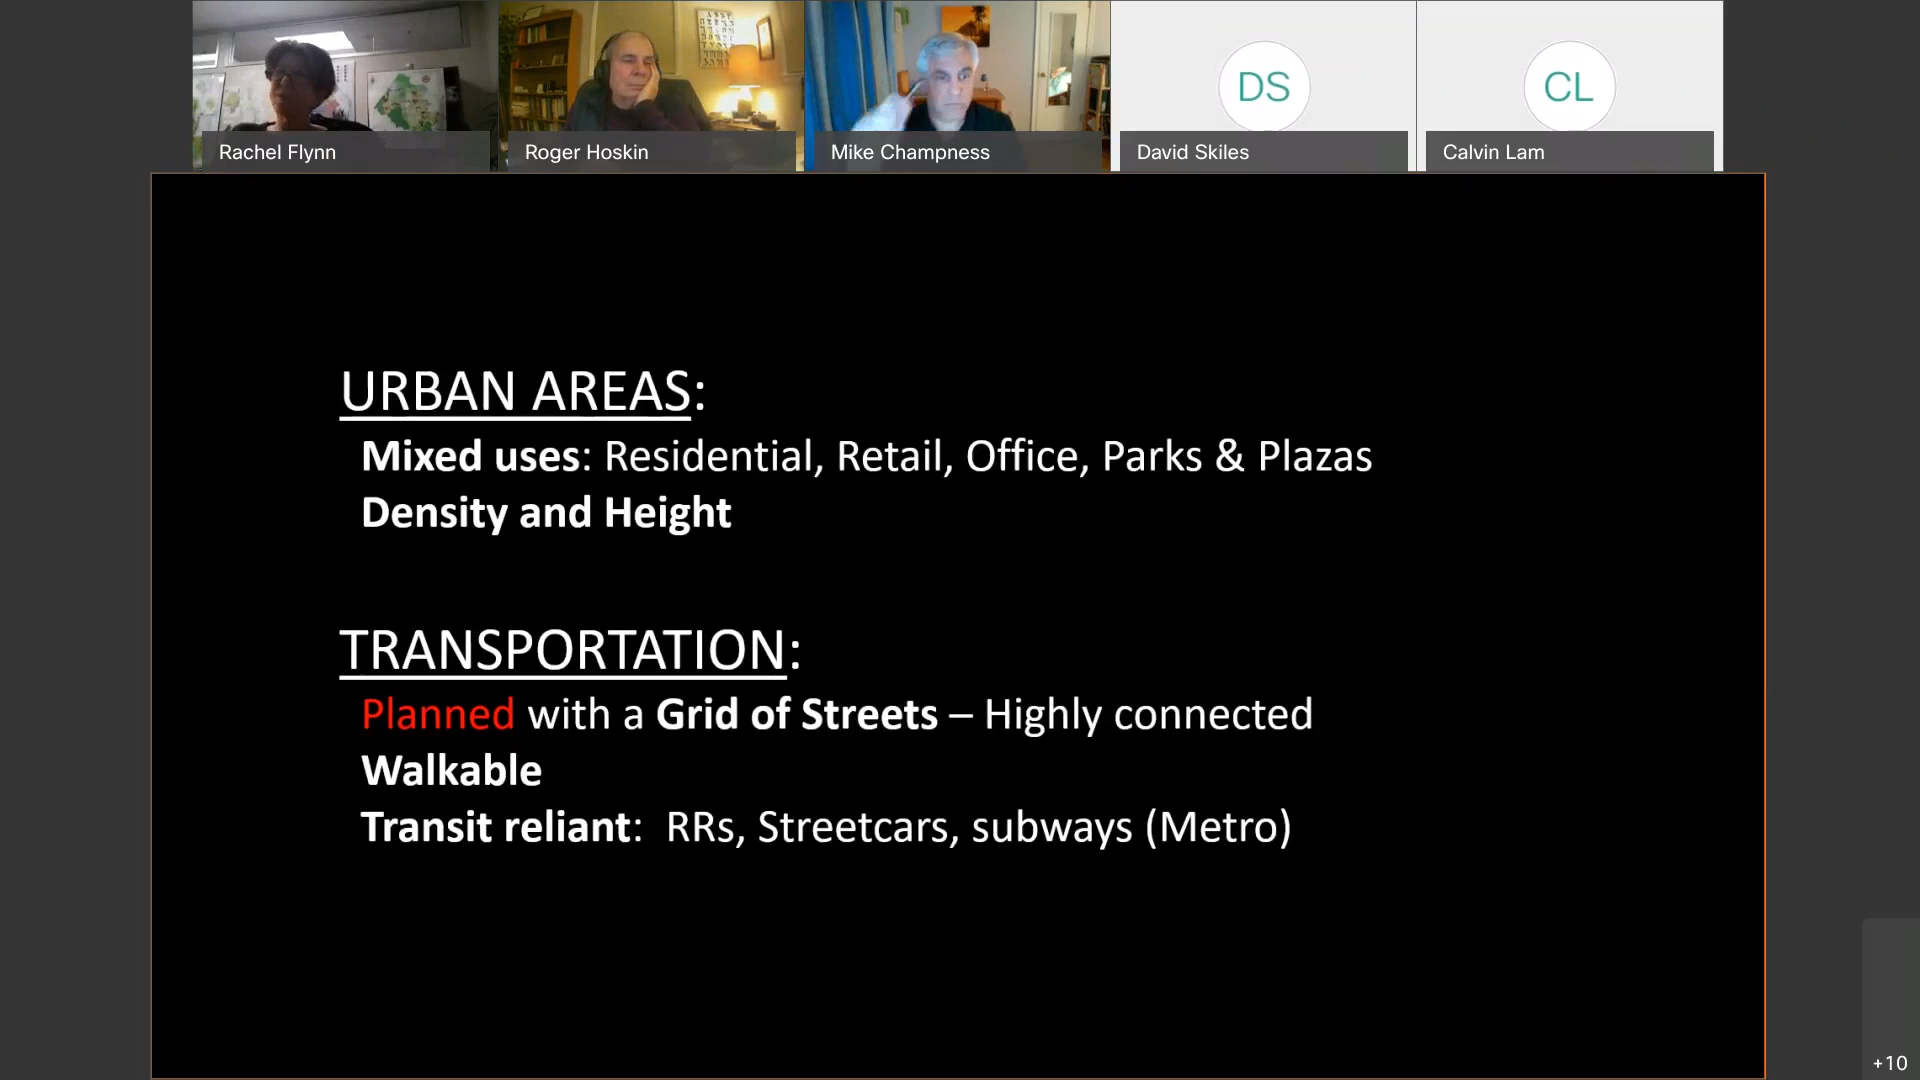 DS
CL
Rachel Flynn
Roger Hoskin
Mike Champness
David Skiles
Calvin Lam
URBAN AREAS:
Mixed uses: Residential, Retail, Office, Parks & Plazas
Density and Height
TRANSPORTATION:
Planned with a Grid of Streets – Highly connected
Walkable
Transit reliant: RRs, Streetcars, subways (Metro)
+10